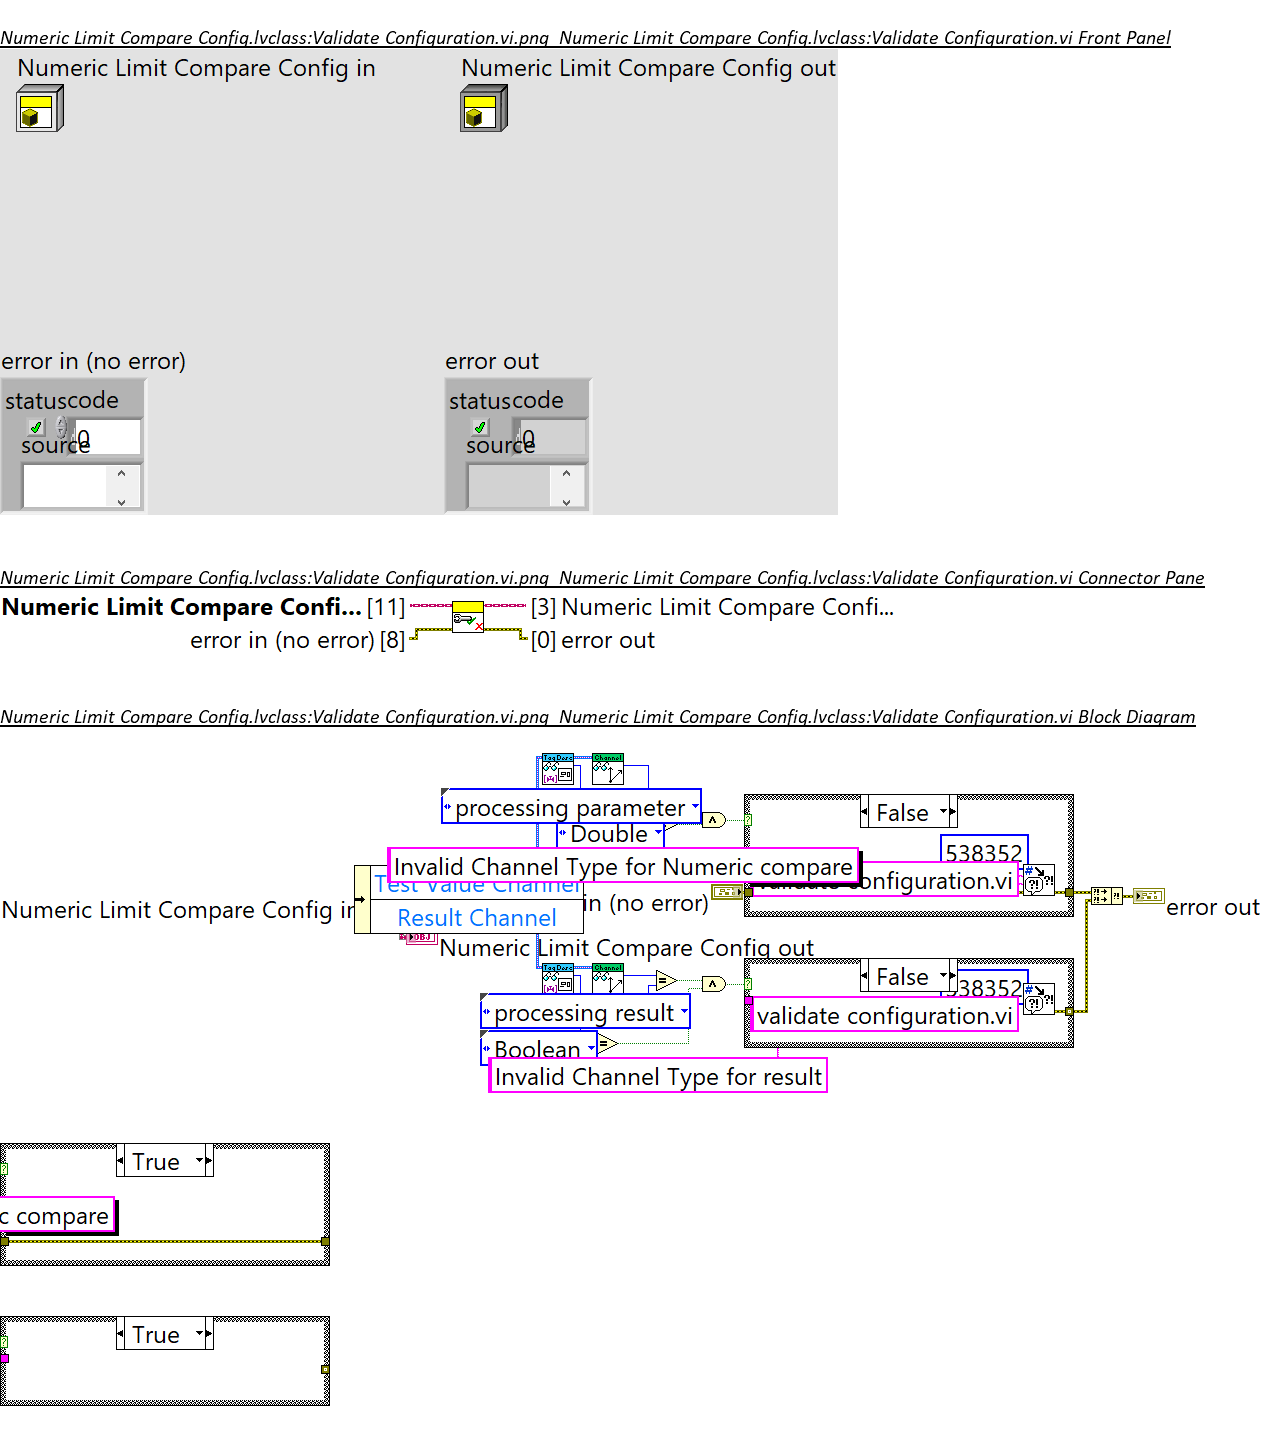 Numeric Limit Compare Config.lvclass:Validate Configuration.vi.png Numeric Limit Compare Config.lvclass:Validate Configuration.vi Front Panel
Numeric Limit Compare Config in
Numeric Limit Compare Config out
error in (no error)
error out
status code
0
source
status code
0
source
Numeric Limit Compare Config.lvclass:Validate Configuration.vi.png Numeric Limit Compare Config.lvclass:Validate Configuration.vi Connector Pane
Numeric Limit Compare Confi... [11]
[3] Numeric Limit Compare Confi...
error in (no error) [8]
[0] error out
Numeric Limit Compare Config.lvclass:Validate Configuration.vi.png Numeric Limit Compare Config.lvclass:Validate Configuration.vi Block Diagram
TagDesc
Channel
processing parameter
False
Double
538352
Invalid Channel Type for Numeric compare
Test Value Channel
validate configuration.vi
Numeric Limit Compare Config in
Result Channel
in (no error)
error out
OBJ
Numeric Limit Compare Config out
TagDesc
Channel
False
538352
processing result
validate configuration.vi
Boolean
Invalid Channel Type for result
True
c compare
True